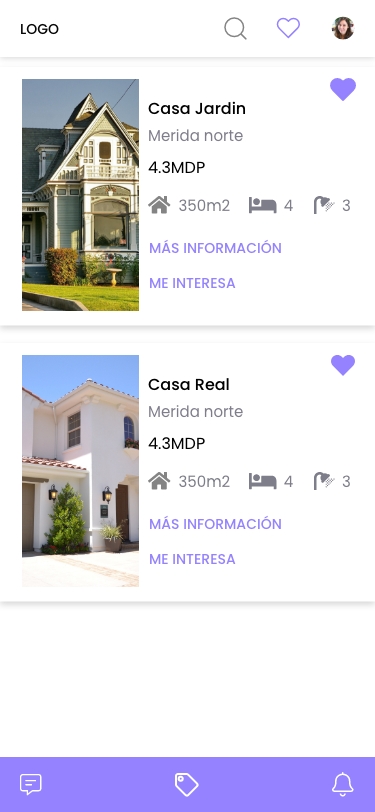 LOGO
Casa Jardin
Merida norte
4.3MDP
350m2 4 3
MÁS INFORMACIÓN
ME INTERESA
Casa Real
Merida norte
4.3MDP
350m2 4 3
MÁS INFORMACIÓN
ME INTERESA